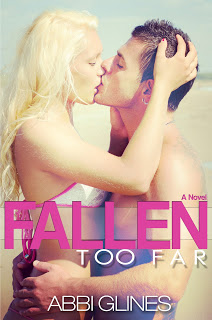 A Novel
FALLEN
TOO FAR
ABBI GLINES